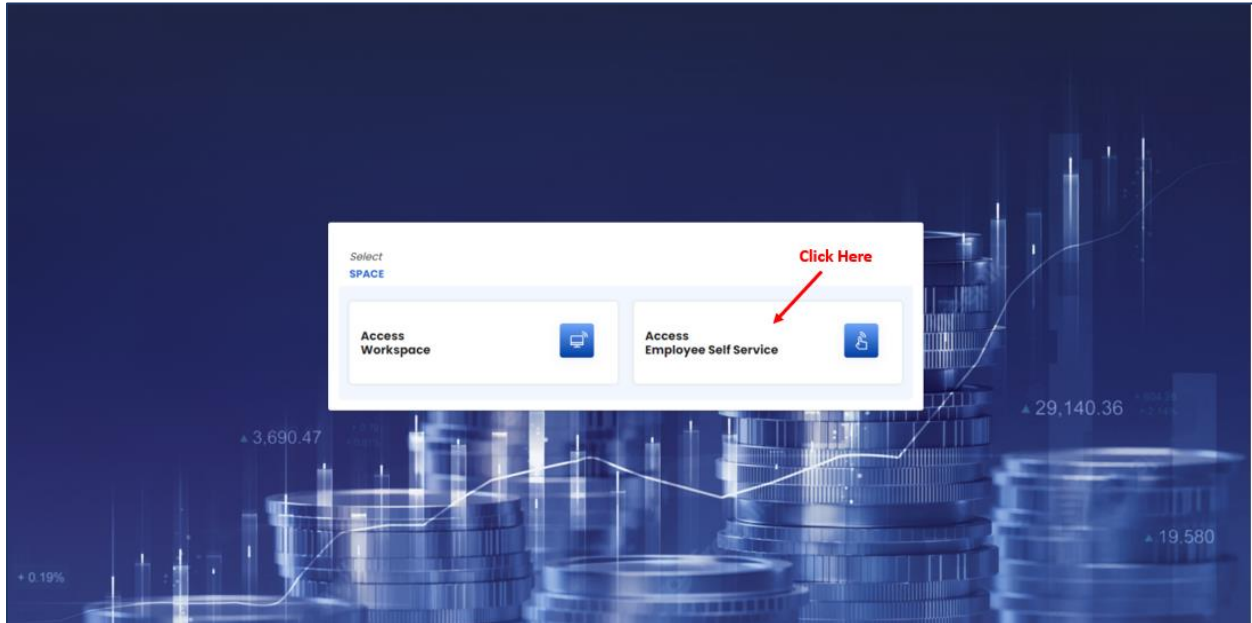 Select
SPACE
Click Here
Access
Workspace
Access
Employee Self Service
29,140.36
3,690.47
19.580
+ 0.19%